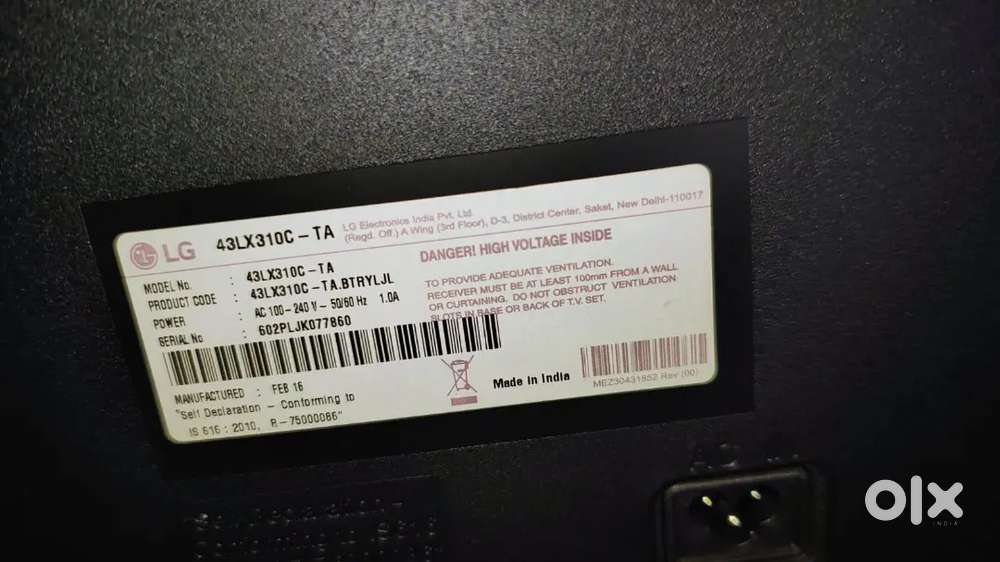 LG
43LX310C-TA
LG Electronics India Pvt. Ltd.
(Regd. Off.) A Wing (3rd Floor), D-3, District Center, Saket, New Delhi-110017
MODEL No. : 43LX310C-TA
PRODUCT CODE : 43LX310C-TA.BTRYLJL
POWER : AC 100-240 V~ 50/60 Hz 1.0A
SERIAL No : 602PLJK077860
DANGER! HIGH VOLTAGE INSIDE
TO PROVIDE ADEQUATE VENTILATION.
RECEIVER MUST BE AT LEAST 100mm FROM A WALL
OR CURTAINING. DO NOT OBSTRUCT VENTILATION
SLOTS IN BASE OR BACK OF T.V. SET.
MANUFACTURED : FEB 16
"Self Declaration - Conforming to
IS 616 : 2010, R-75000086"
Made in India
MEZ30431852 Rev (00)
olx
INDIA